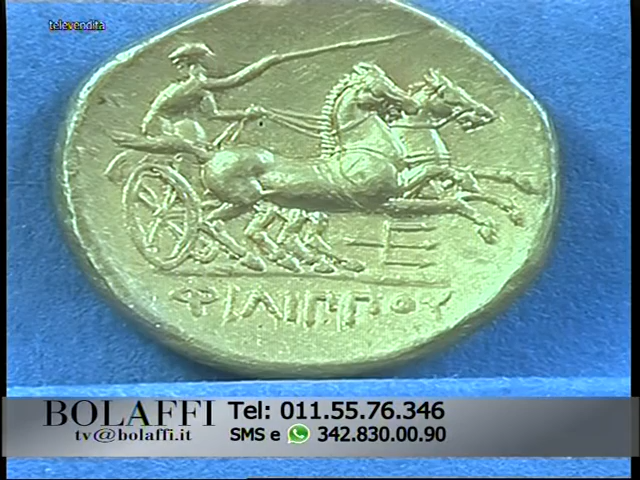 televendita
ΦΙΛΙΠΠΟΥ
BOLAFFI
tv@bolaffi.it
Tel: 011.55.76.346
SMS e 342.830.00.90